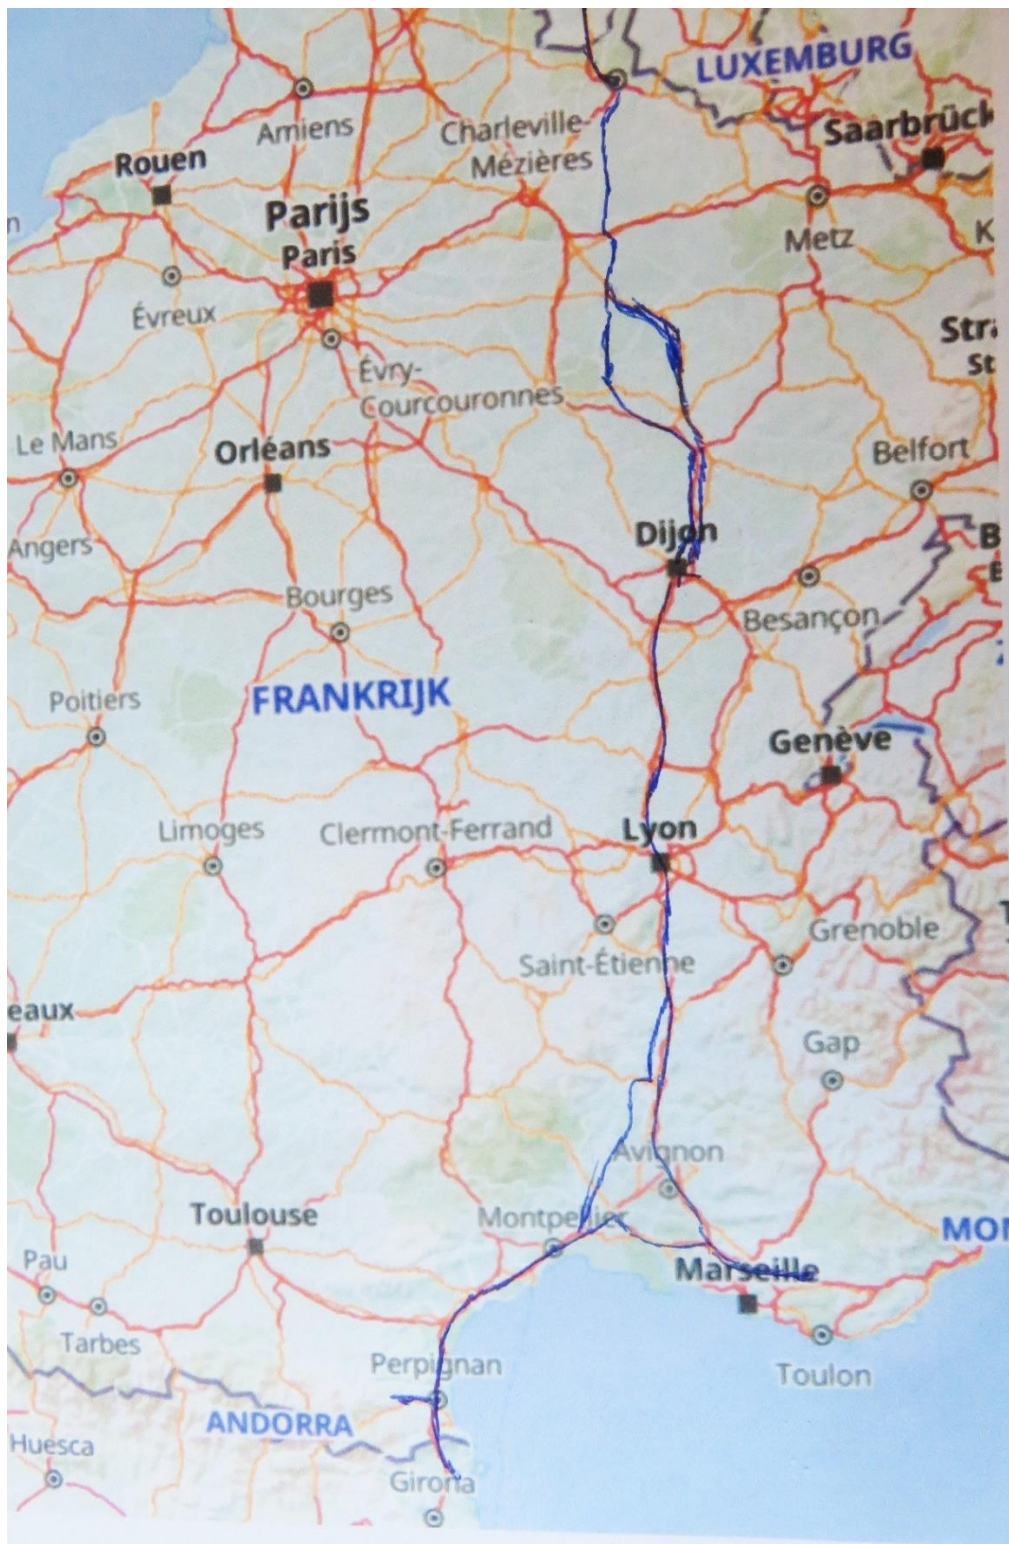 LUXEMBURG
Amiens
Charleville-
Mézières
Saarbrück
Rouen
Parijs
Paris
n
Metz
K
Évreux
Évry-
Courcouronnes
Str
St
Le Mans
Orléans
Belfort
Dijon
B
Angers
Bourges
Besançon
Poitiers
FRANKRIJK
Genève
Limoges
Clermont-Ferrand
Lyon
Grenoble
Saint-Étienne
eaux
Gap
Avignon
Toulouse
Montpellier
MON
Pau
Marseille
Tarbes
Perpignan
Toulon
ANDORRA
Huesca
Girona